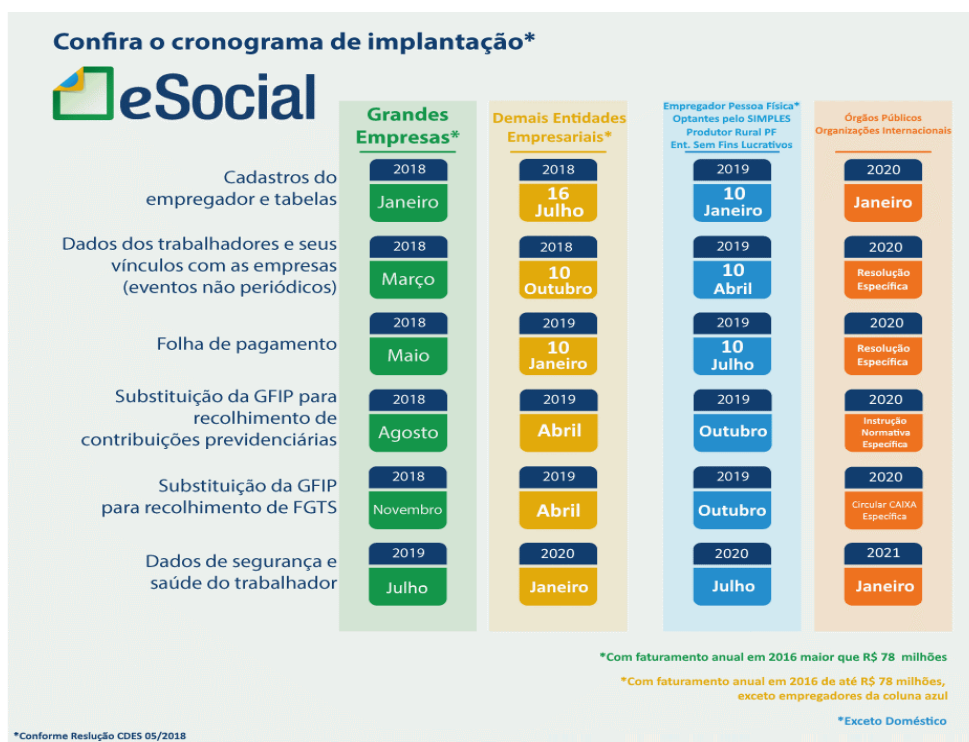 Confira o cronograma de implantação*
eSocial
Grandes
Empresas*
Demais Entidades
Empresariais*
Empregador Pessoa Física*
Optantes pelo SIMPLES
Produtor Rural PF
Ent. Sem Fins Lucrativos
Órgãos Públicos
Organizações Internacionais
Cadastros do
empregador e tabelas
2018
Janeiro
2018
16
Julho
2019
10
Janeiro
2020
Janeiro
Dados dos trabalhadores e seus
vínculos com as empresas
(eventos não periódicos)
2018
Março
2018
10
Outubro
2019
10
Abril
2020
Resolução
Específica
Folha de pagamento
2018
Maio
2019
10
Janeiro
2019
10
Julho
2020
Resolução
Específica
Substituição da GFIP para
recolhimento de
contribuições previdenciárias
2018
Agosto
2019
Abril
2019
Outubro
2020
Instrução
Normativa
Específica
Substituição da GFIP
para recolhimento de FGTS
2018
Novembro
2019
Abril
2019
Outubro
2020
Circular CAIXA
Específica
Dados de segurança e
saúde do trabalhador
2019
Julho
2020
Janeiro
2020
Julho
2021
Janeiro
*Com faturamento anual em 2016 maior que R$ 78 milhões
*Com faturamento anual em 2016 de até R$ 78 milhões,
exceto empregadores da coluna azul
*Exceto Doméstico
*Conforme Reslução CDES 05/2018